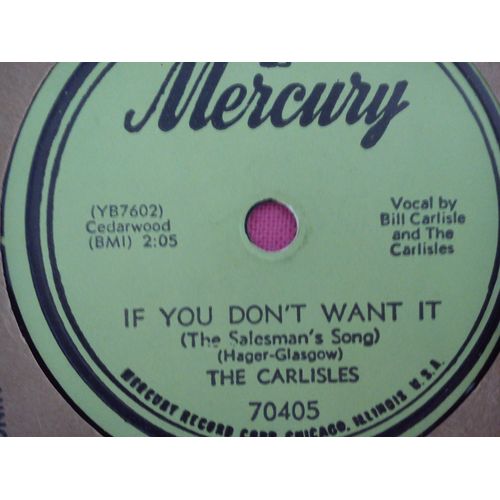 Mercury
(YB7602)
Cedarwood
(BMI) 2:05
Vocal by
Bill Carlisle
and The
Carlisles
IF YOU DON'T WANT IT
(The Salesman's Song)
(Hager-Glasgow)
THE CARLISLES
70405
MERCURY RECORD CORP. CHICAGO, ILLINOIS U.S.A.